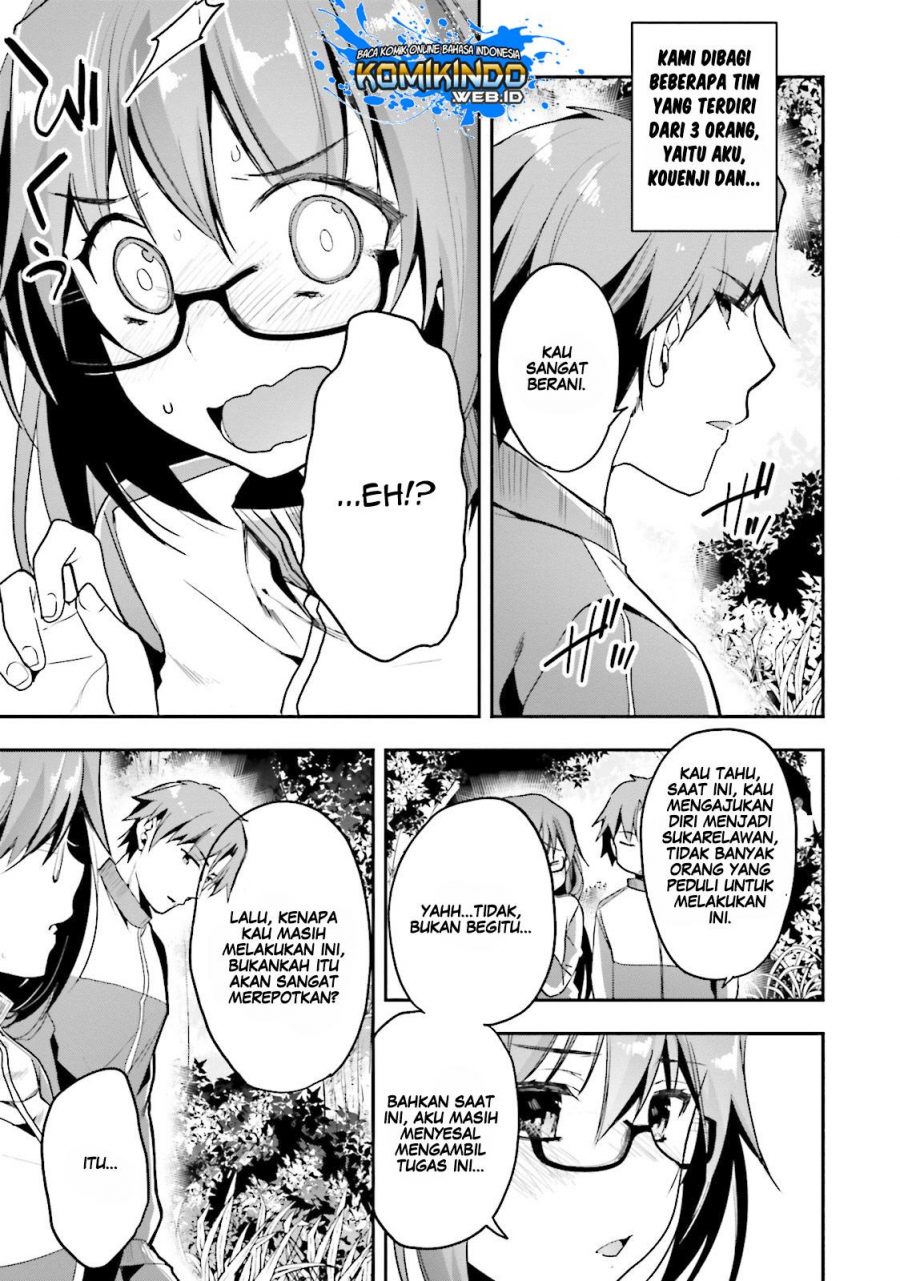 BACA KOMIK ONLINE BAHASA INDONESIA
KOMIKINDO
WEB.ID
KAMI DIBAGI
BEBERAPA TIM
YANG TERDIRI
DARI 3 ORANG,
YAITU AKU,
KOUENJI DAN...
KAU
SANGAT
BERANI.
...EH!?
KAU TAHU,
SAAT INI, KAU
MENGAJUKAN
DIRI MENJADI
SUKARELAWAN,
TIDAK BANYAK
ORANG YANG
PEDULI UNTUK
MELAKUKAN
INI.
YAHH...TIDAK,
BUKAN BEGITU...
BAHKAN SAAT
INI, AKU MASIH
MENYESAL
MENGAMBIL
TUGAS INI...
LALU, KENAPA
KAU MASIH
MELAKUKAN INI,
BUKANKAH ITU
AKAN SANGAT
MEREPOTKAN?
ITU...